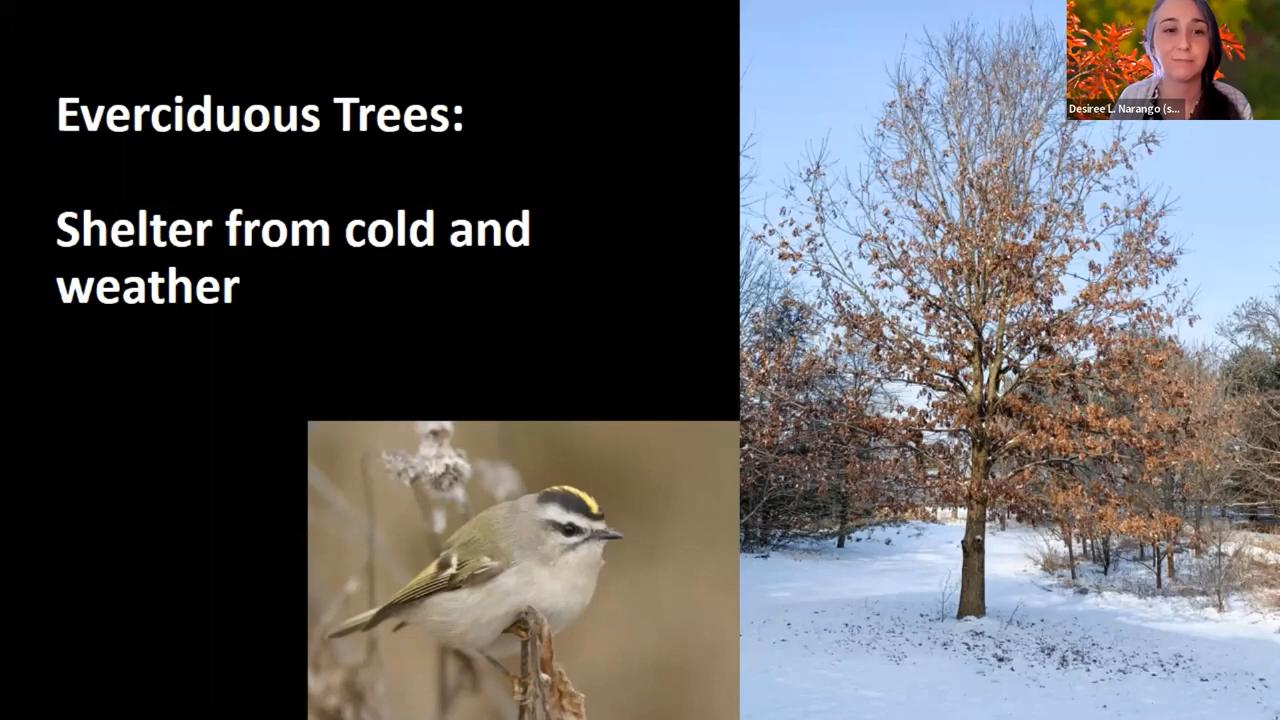 Everciduous Trees:
Shelter from cold and
weather
Desiree L. Narango (s...